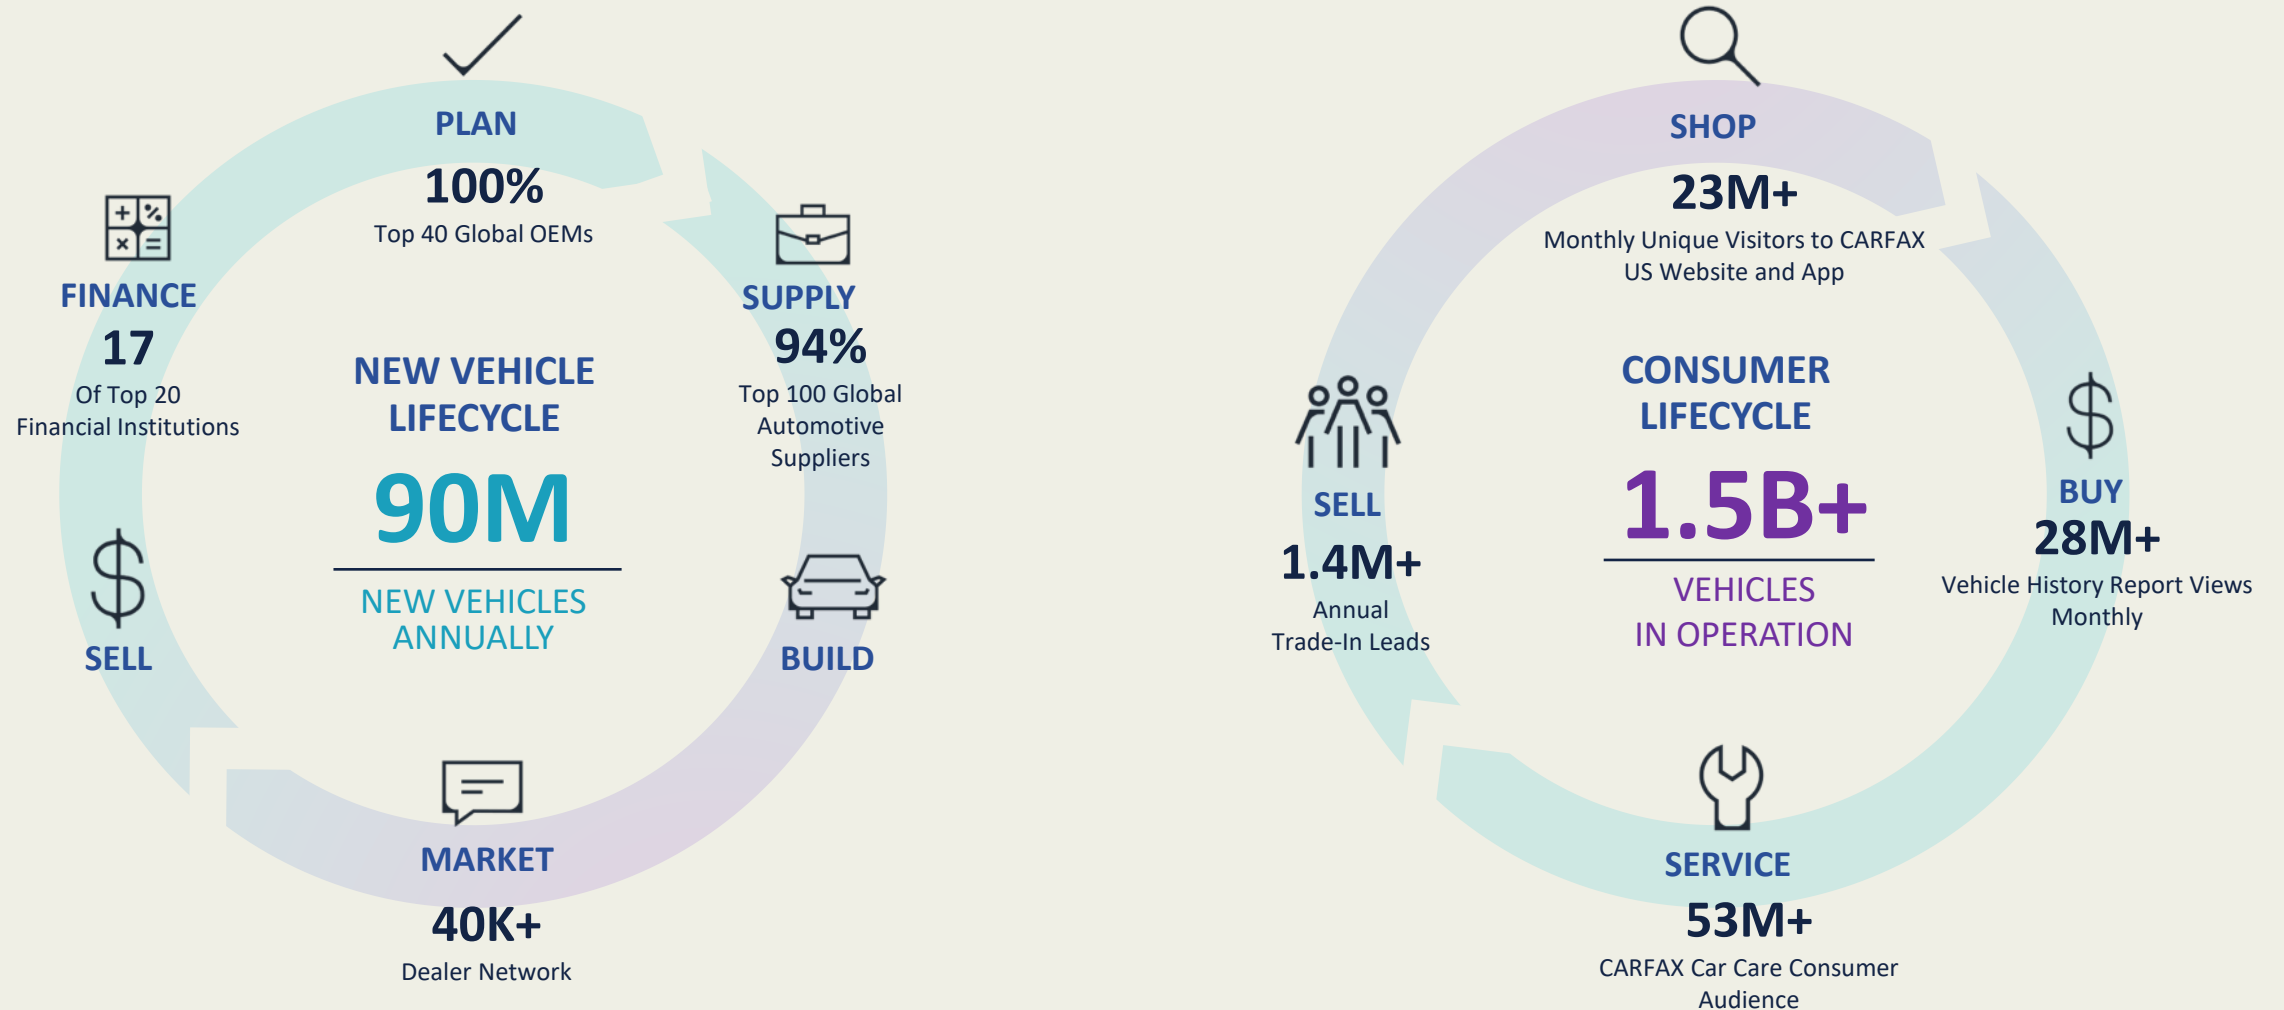 PLAN
100%
Top 40 Global OEMs
SUPPLY
94%
Top 100 Global
Automotive
Suppliers
BUILD
MARKET
40K+
Dealer Network
SELL
FINANCE
17
Of Top 20
Financial Institutions
NEW VEHICLE
LIFECYCLE
90M
NEW VEHICLES
ANNUALLY
SHOP
23M+
Monthly Unique Visitors to CARFAX
US Website and App
BUY
28M+
Vehicle History Report Views
Monthly
SERVICE
53M+
CARFAX Car Care Consumer
Audience
SELL
1.4M+
Annual
Trade-In Leads
CONSUMER
LIFECYCLE
1.5B+
VEHICLES
IN OPERATION